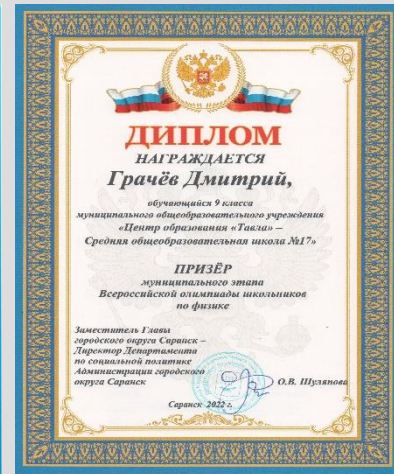 ДИПЛОМ
НАГРАЖДАЕТСЯ
Грачёв Дмитрий,
обучающийся 9 класса
муниципального общеобразовательного учреждения
«Центр образования «Тавла» –
Средняя общеобразовательная школа №17»
ПРИЗЁР
муниципального этапа
Всероссийской олимпиады школьников
по физике
Заместитель Главы
городского округа Саранск –
Директор Департамента
по социальной политике
Администрации городского
округа Саранск
О.В. Шуляпова
Саранск 2022 г.